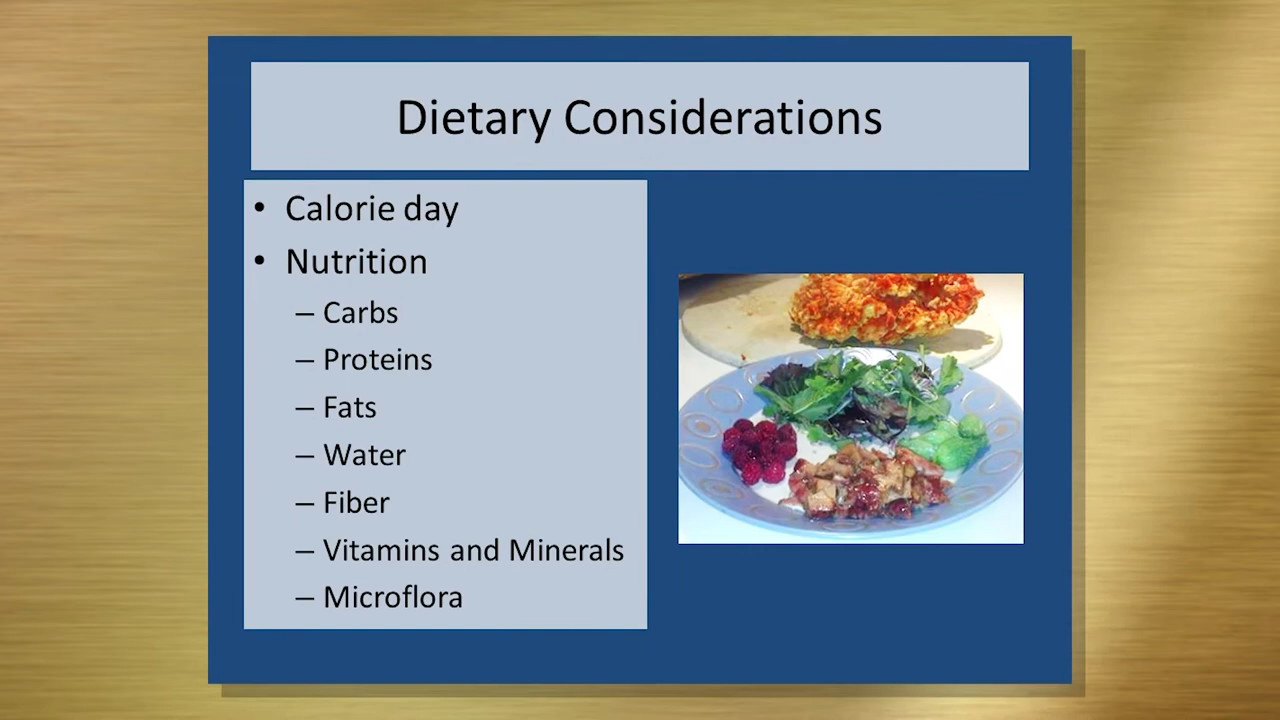 Dietary Considerations
• Calorie day
• Nutrition
– Carbs
– Proteins
– Fats
– Water
– Fiber
– Vitamins and Minerals
– Microflora